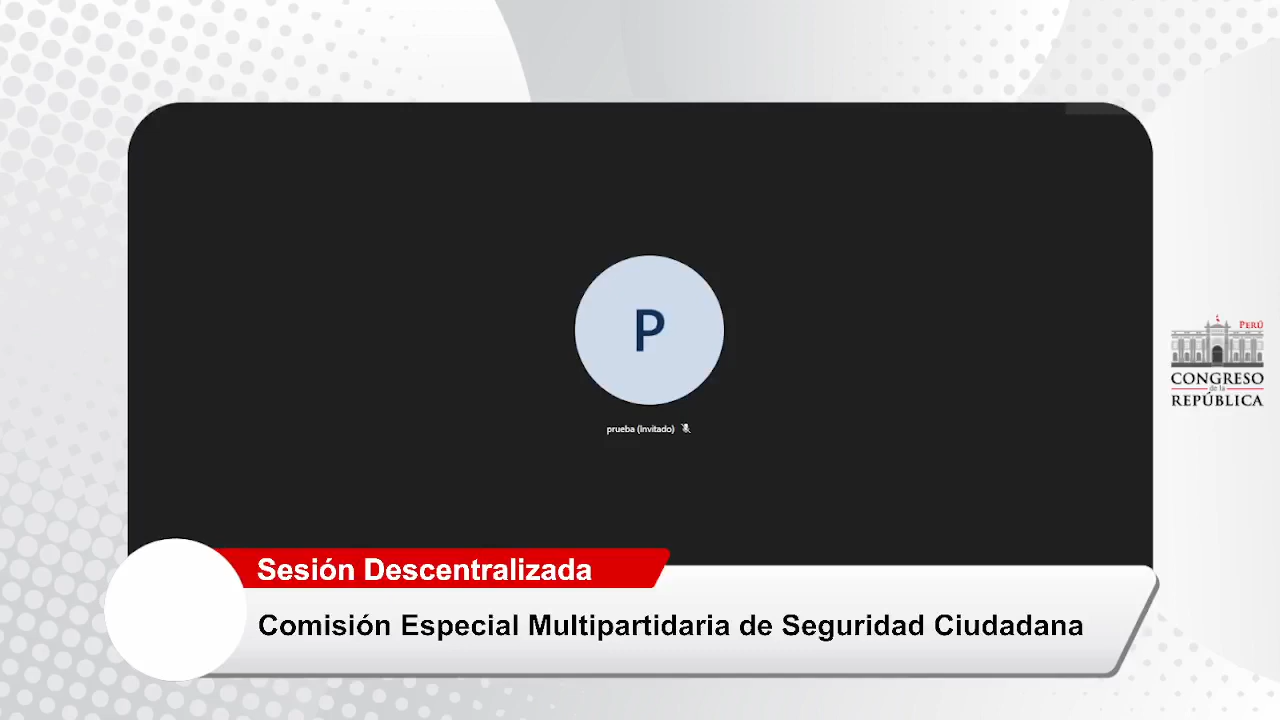 P
prueba (Invitado)
PERÚ
CONGRESO
de la
REPÚBLICA
Sesión Descentralizada
Comisión Especial Multipartidaria de Seguridad Ciudadana